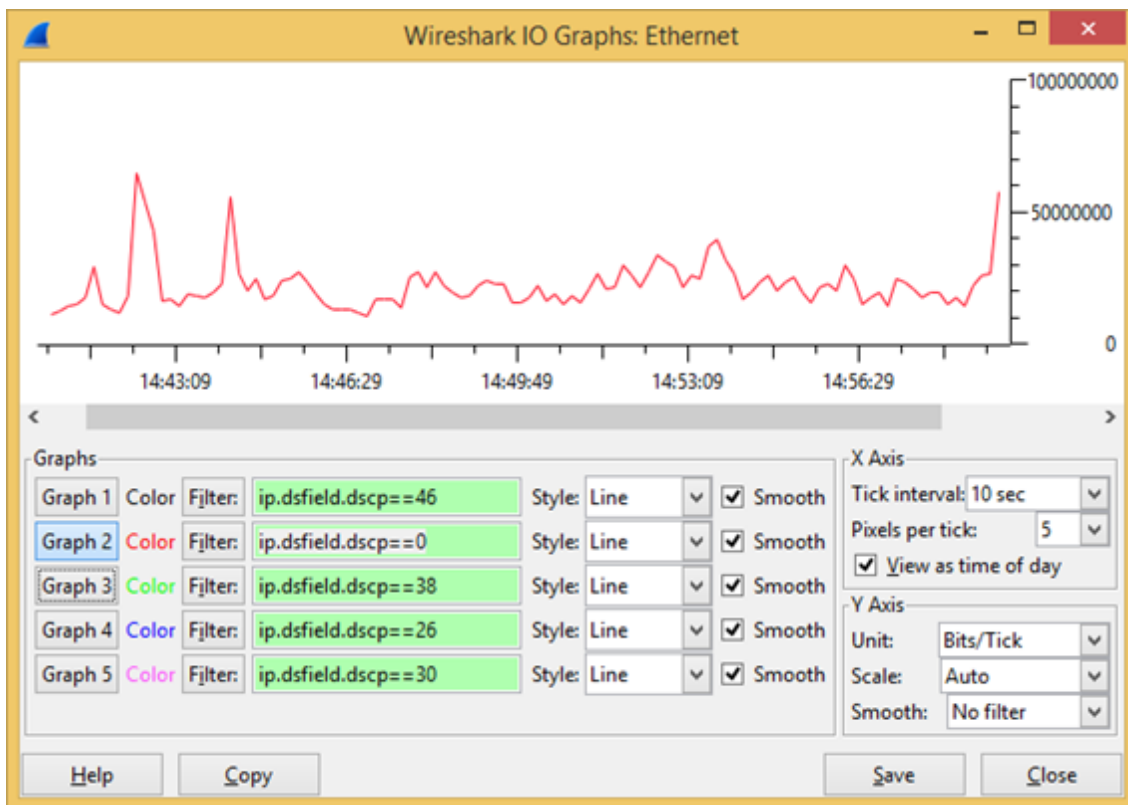 Wireshark IO Graphs: Ethernet
100000000
50000000
0
14:43:09 14:46:29 14:49:49 14:53:09 14:56:29
Graphs
Graph 1 Color Filter: ip.dsfield.dscp==46 Style: Line Smooth
Graph 2 Color Filter: ip.dsfield.dscp==0 Style: Line Smooth
Graph 3 Color Filter: ip.dsfield.dscp==38 Style: Line Smooth
Graph 4 Color Filter: ip.dsfield.dscp==26 Style: Line Smooth
Graph 5 Color Filter: ip.dsfield.dscp==30 Style: Line Smooth
X Axis
Tick interval: 10 sec
Pixels per tick: 5
View as time of day
Y Axis
Unit: Bits/Tick
Scale: Auto
Smooth: No filter
Help Copy Save Close